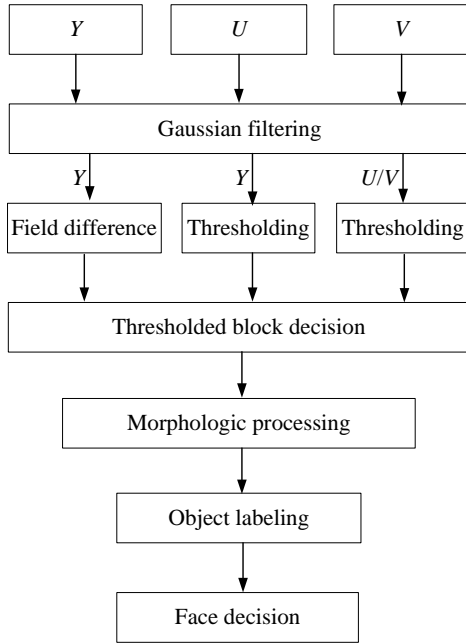 Y U V
Gaussian filtering
Y Y U/V
Field difference Thresholding Thresholding
Thresholded block decision
Morphologic processing
Object labeling
Face decision